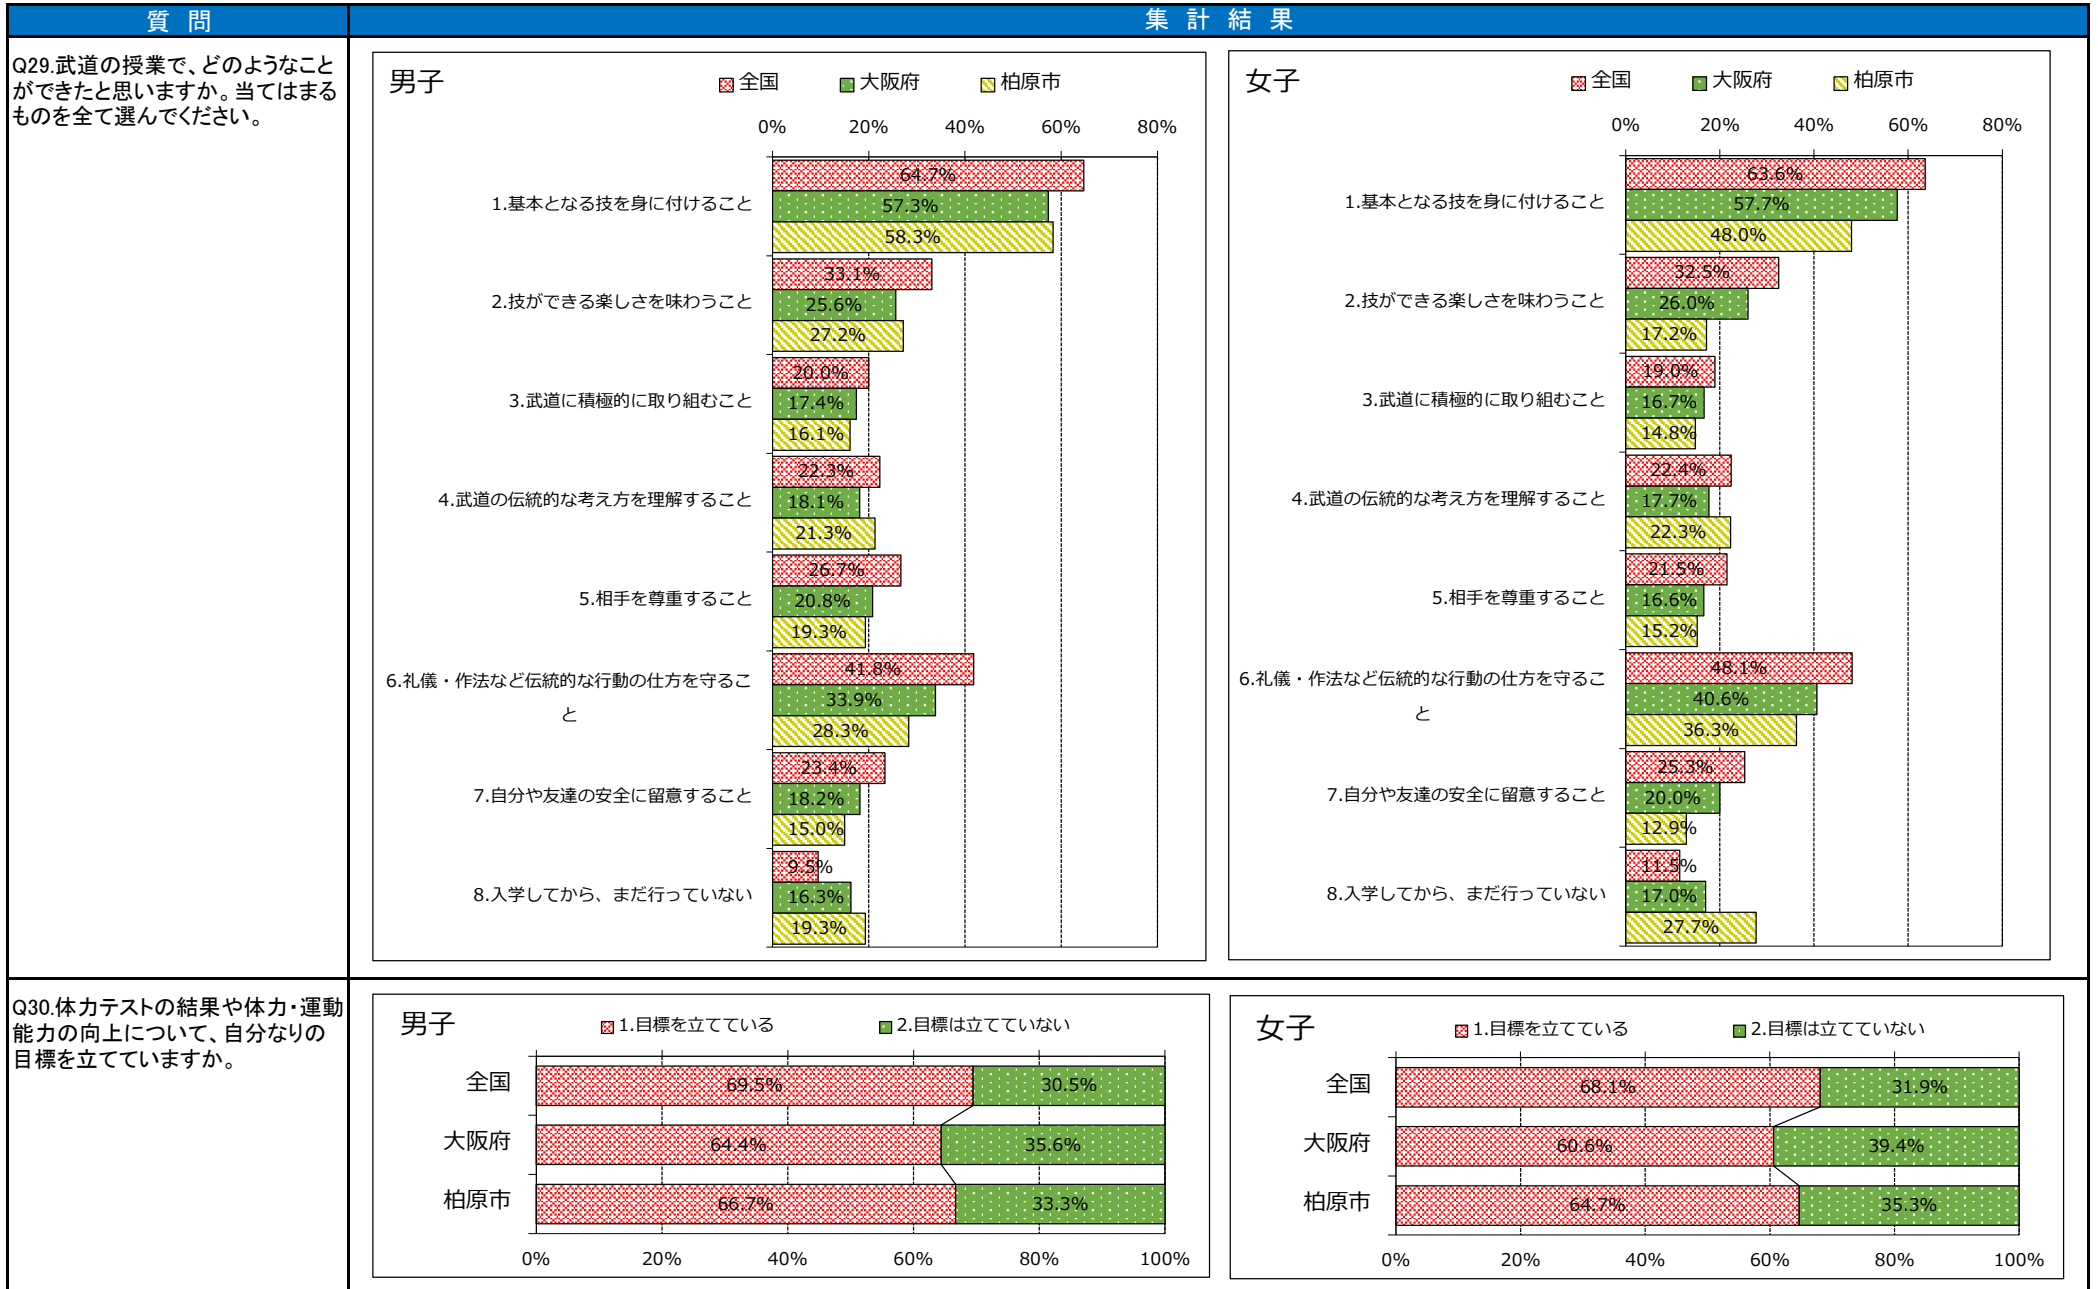 質 問
集 計 結 果
Q29.武道の授業で、どのようなこと
ができたと思いますか。当てはまる
ものを全て選んでください。
男子
全国
大阪府
柏原市
0% 20% 40% 60% 80%
1.基本となる技を身に付けること
64.7%
57.3%
58.3%
2.技ができる楽しさを味わうこと
33.1%
25.6%
27.2%
3.武道に積極的に取り組むこと
20.0%
17.4%
16.1%
4.武道の伝統的な考え方を理解すること
22.3%
18.1%
21.3%
5.相手を尊重すること
26.7%
20.8%
19.3%
6.礼儀・作法など伝統的な行動の仕方を守るこ
と
41.8%
33.9%
28.3%
7.自分や友達の安全に留意すること
23.4%
18.2%
15.0%
8.入学してから、まだ行っていない
9.5%
16.3%
19.3%
女子
全国
大阪府
柏原市
0% 20% 40% 60% 80%
1.基本となる技を身に付けること
63.6%
57.7%
48.0%
2.技ができる楽しさを味わうこと
32.5%
26.0%
17.2%
3.武道に積極的に取り組むこと
19.0%
16.7%
14.8%
4.武道の伝統的な考え方を理解すること
22.4%
17.7%
22.3%
5.相手を尊重すること
21.5%
16.6%
15.2%
6.礼儀・作法など伝統的な行動の仕方を守るこ
と
48.1%
40.6%
36.3%
7.自分や友達の安全に留意すること
25.3%
20.0%
12.9%
8.入学してから、まだ行っていない
11.5%
17.0%
27.7%
Q30.体力テストの結果や体力・運動
能力の向上について、自分なりの
目標を立てていますか。
男子
1.目標を立てている
2.目標は立てていない
全国
69.5%
30.5%
大阪府
64.4%
35.6%
柏原市
66.7%
33.3%
0% 20% 40% 60% 80% 100%
女子
1.目標を立てている
2.目標は立てていない
全国
68.1%
31.9%
大阪府
60.6%
39.4%
柏原市
64.7%
35.3%
0% 20% 40% 60% 80% 100%